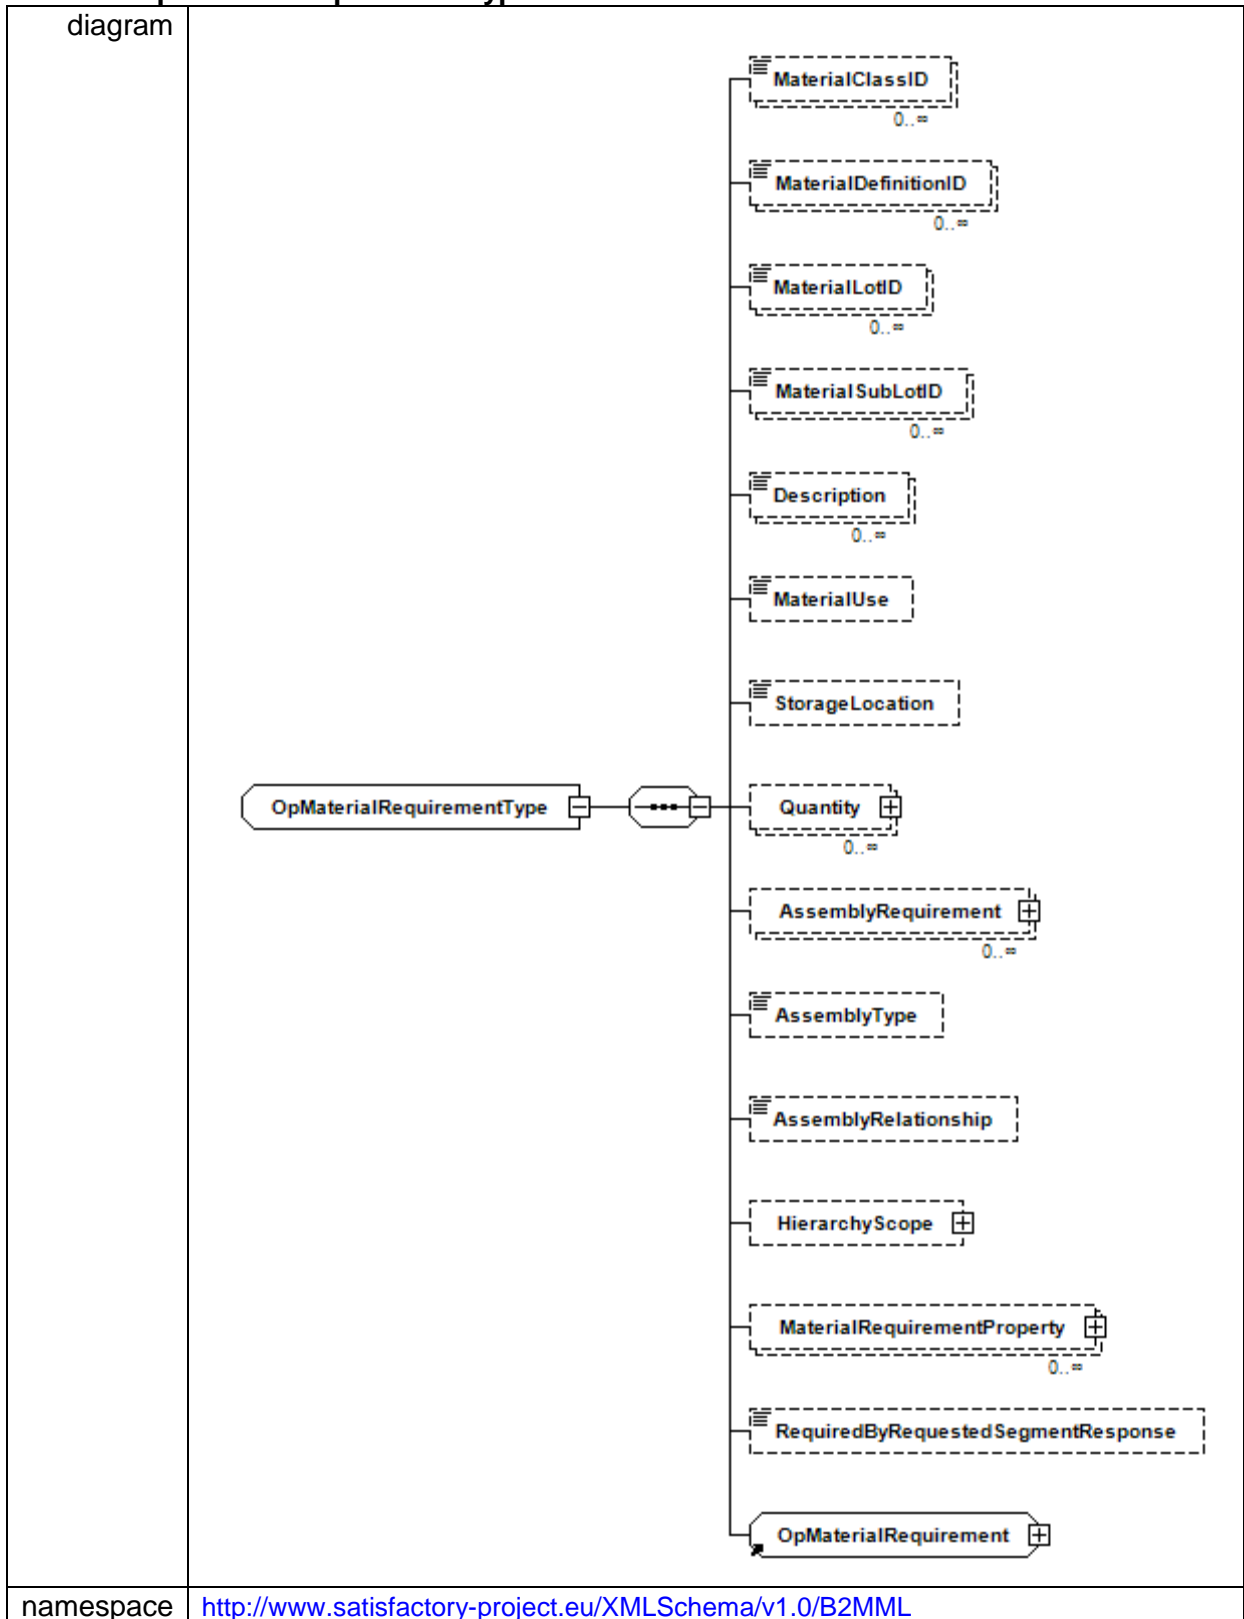 diagram
MaterialClassID
0..∞
MaterialDefinitionID
0..∞
MaterialLotID
0..∞
MaterialSubLotID
0..∞
Description
0..∞
MaterialUse
StorageLocation
OpMaterialRequirementType
Quantity
0..∞
AssemblyRequirement
0..∞
AssemblyType
AssemblyRelationship
HierarchyScope
MaterialRequirementProperty
0..∞
RequiredByRequestedSegmentResponse
OpMaterialRequirement
namespace http://www.satisfactory-project.eu/XMLSchema/v1.0/B2MML